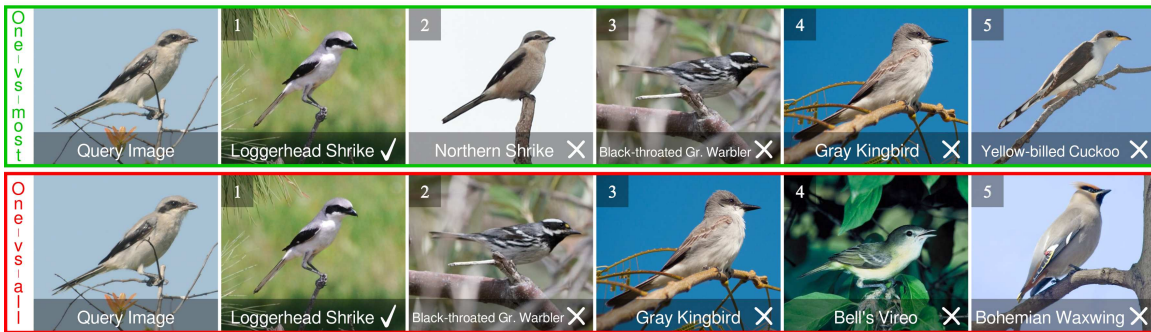 One-vs-most
Query Image
1
Loggerhead Shrike ✓
2
Northern Shrike ✕
3
Black-throated Gr. Warbler ✕
4
Gray Kingbird ✕
5
Yellow-billed Cuckoo ✕
One-vs-all
Query Image
1
Loggerhead Shrike ✓
2
Black-throated Gr. Warbler ✕
3
Gray Kingbird ✕
4
Bell's Vireo ✕
5
Bohemian Waxwing ✕